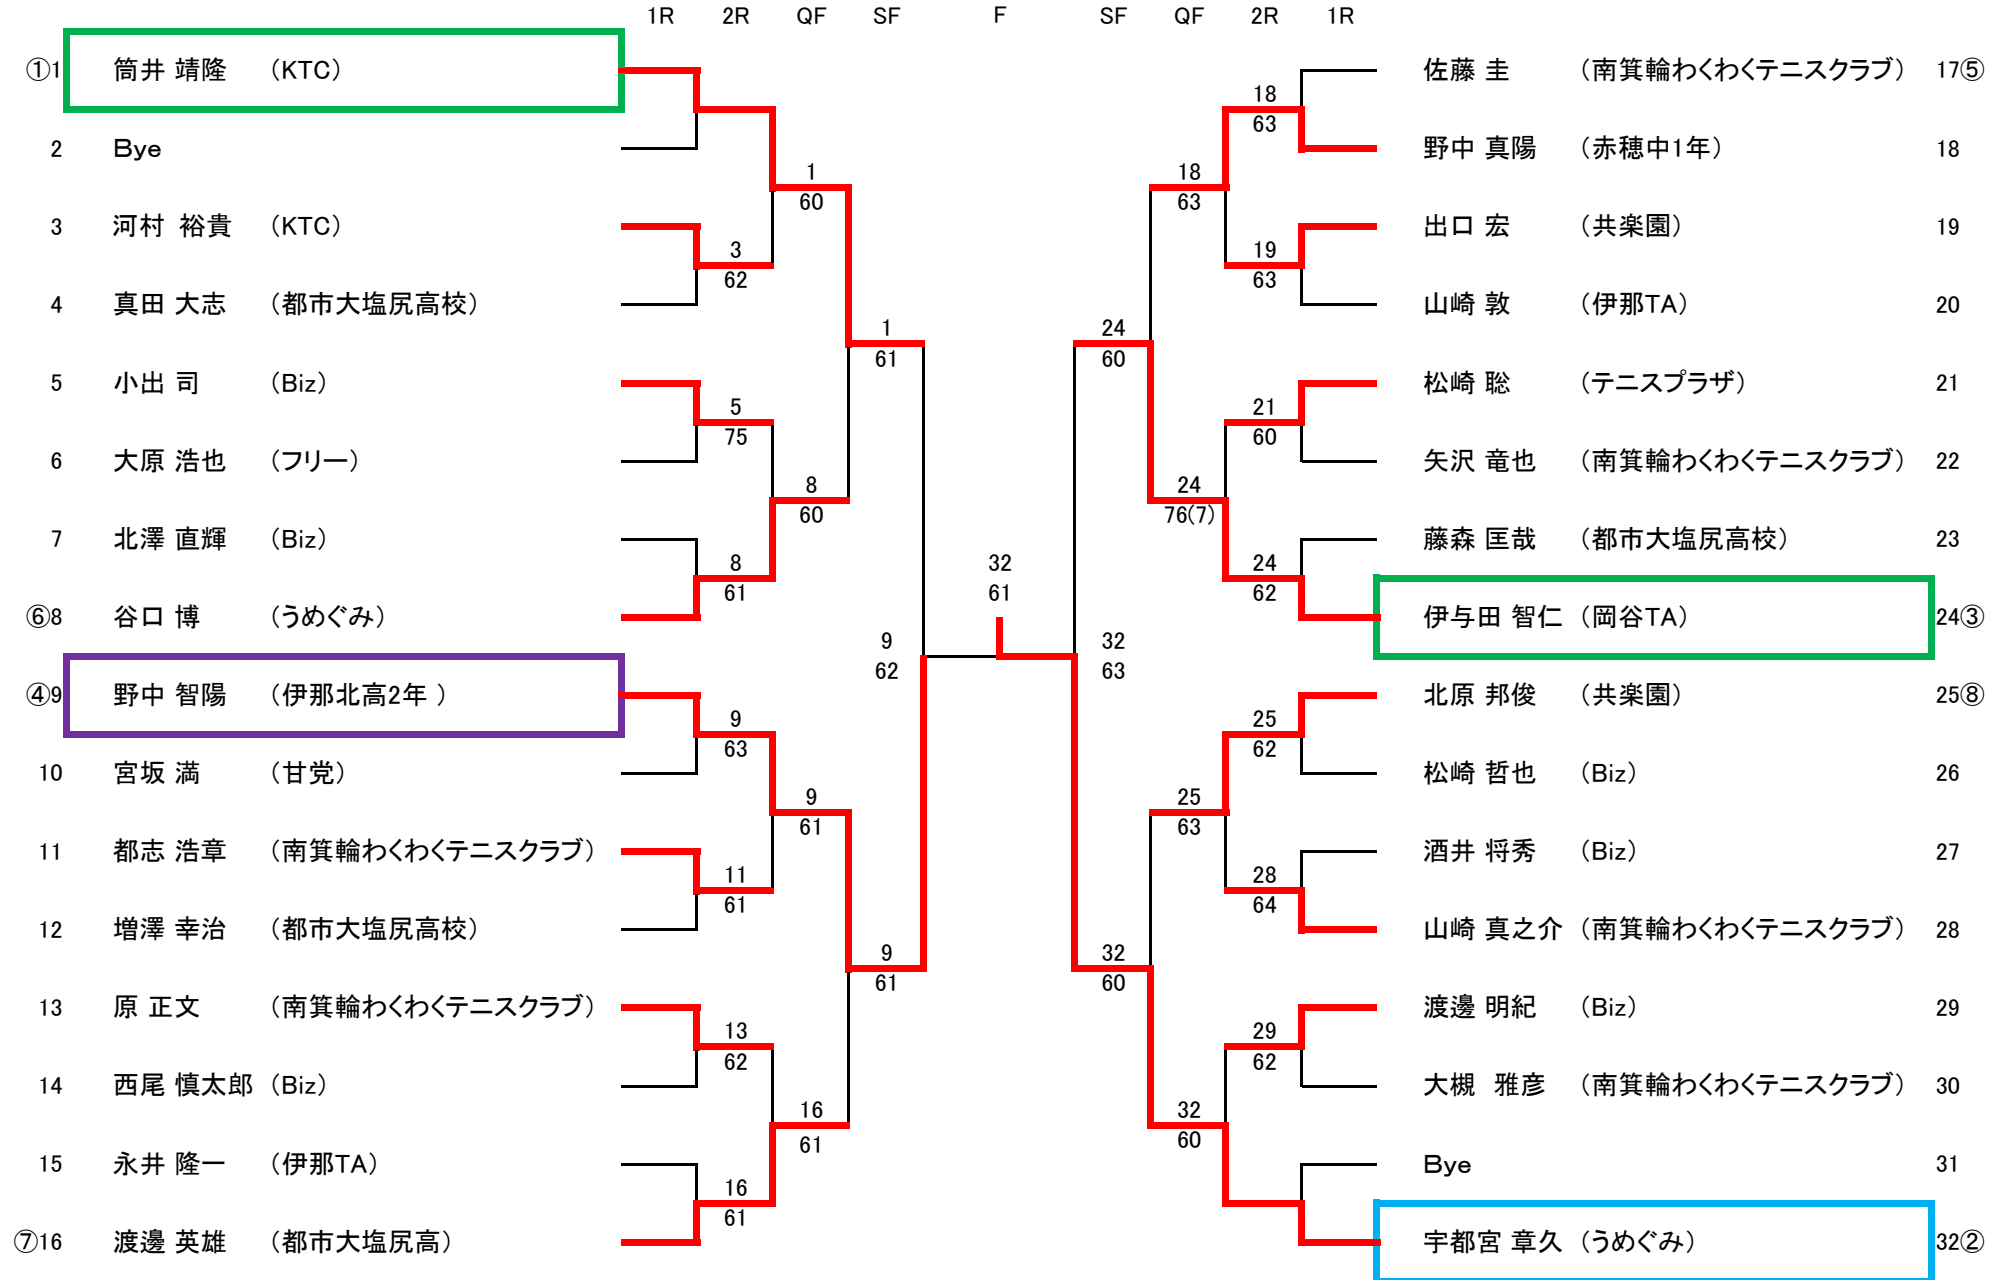 1R 2R QF SF F SF QF 2R 1R
①1 筒井 靖隆 (KTC)
2 Bye
3 河村 裕貴 (KTC)
4 真田 大志 (都市大塩尻高校)
5 小出 司 (Biz)
6 大原 浩也 (フリー)
7 北澤 直輝 (Biz)
⑥8 谷口 博 (うめぐみ)
④9 野中 智陽 (伊那北高2年 )
10 宮坂 満 (甘党)
11 都志 浩章 (南箕輪わくわくテニスクラブ)
12 増澤 幸治 (都市大塩尻高校)
13 原 正文 (南箕輪わくわくテニスクラブ)
14 西尾 慎太郎 (Biz)
15 永井 隆一 (伊那TA)
⑦16 渡邊 英雄 (都市大塩尻高)
3
62
5
75
8
61
9
63
11
61
13
62
16
61
1
60
8
60
9
61
16
61
1
61
9
61
9
62
32
61
32
63
24
60
32
60
18
63
24
76(7)
25
63
32
60
18
63
19
63
21
60
24
62
25
62
28
64
29
62
佐藤 圭 (南箕輪わくわくテニスクラブ) 17⑤
野中 真陽 (赤穂中1年) 18
出口 宏 (共楽園) 19
山崎 敦 (伊那TA) 20
松崎 聡 (テニスプラザ) 21
矢沢 竜也 (南箕輪わくわくテニスクラブ) 22
藤森 匡哉 (都市大塩尻高校) 23
伊与田 智仁 (岡谷TA) 24③
北原 邦俊 (共楽園) 25⑧
松崎 哲也 (Biz) 26
酒井 将秀 (Biz) 27
山崎 真之介 (南箕輪わくわくテニスクラブ) 28
渡邊 明紀 (Biz) 29
大槻 雅彦 (南箕輪わくわくテニスクラブ) 30
Bye 31
宇都宮 章久 (うめぐみ) 32②